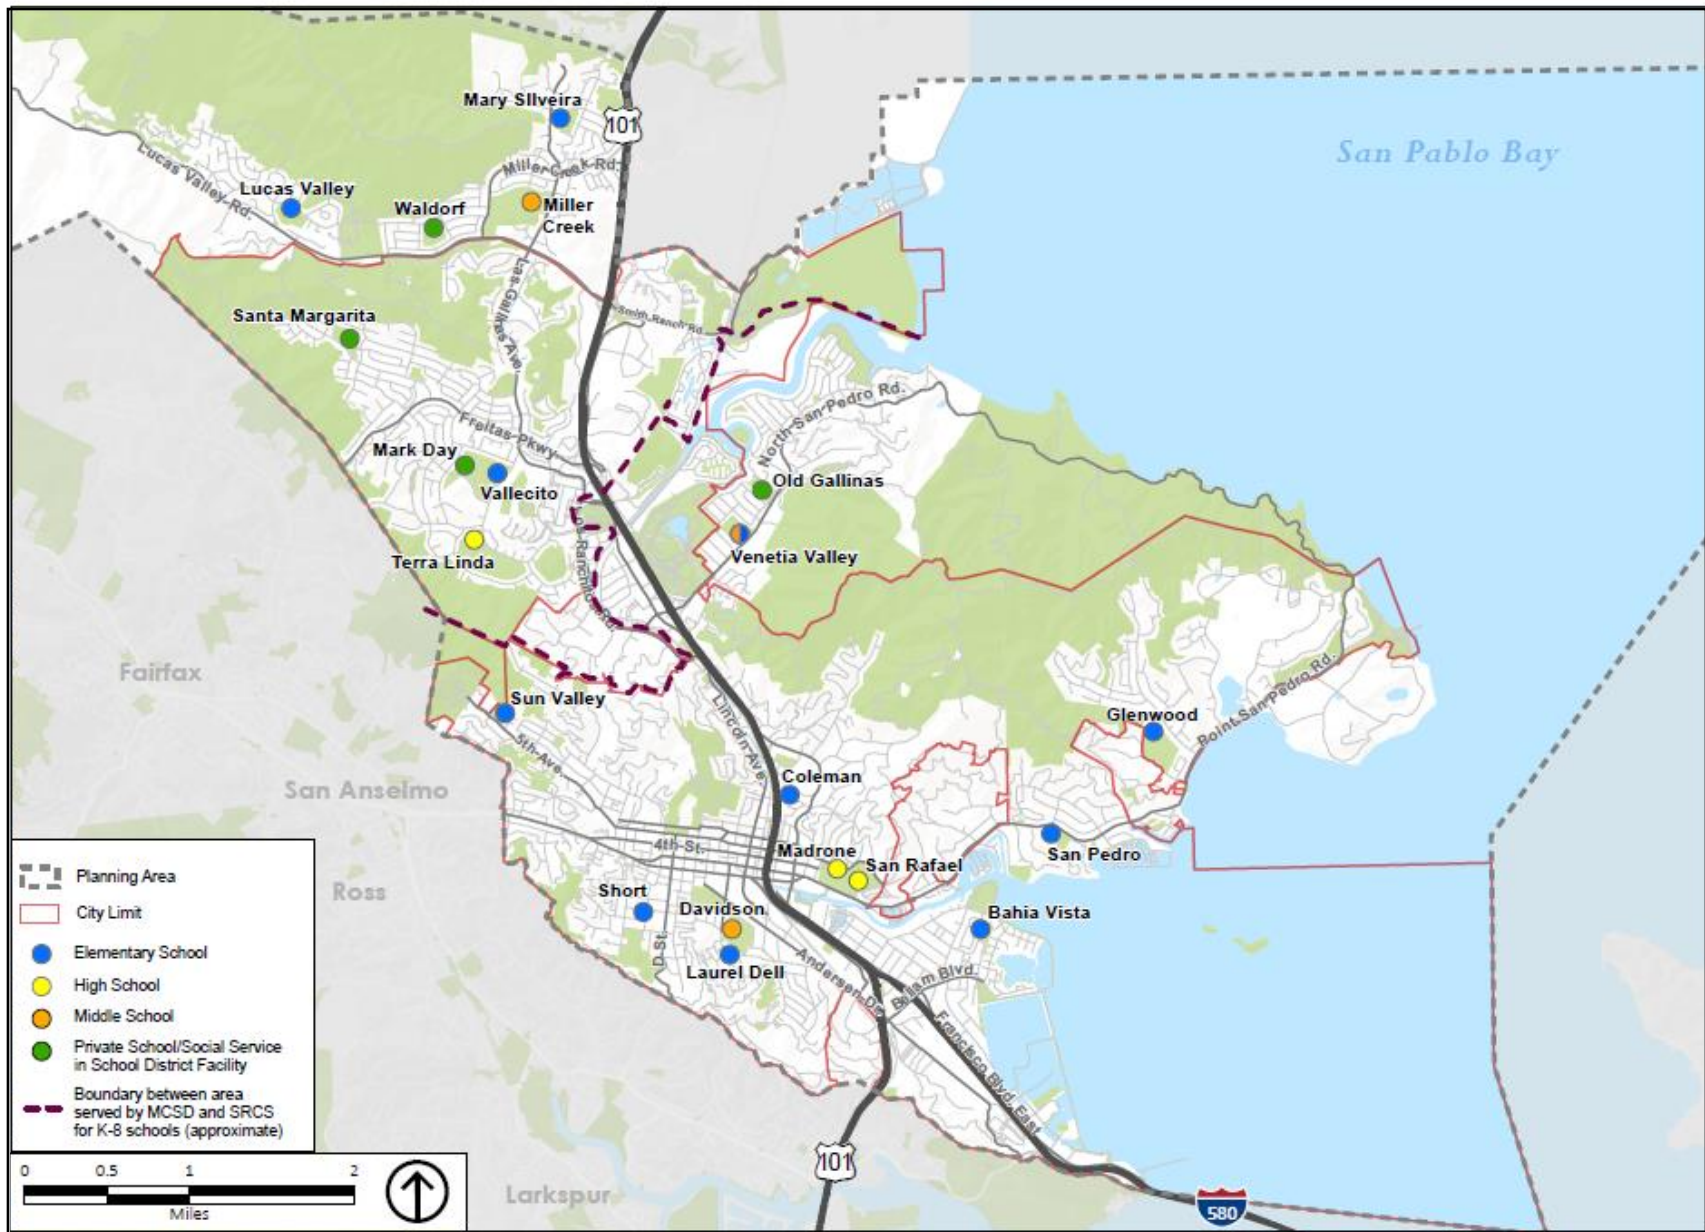 Mary SIlveira
101
San Pablo Bay
Miller Creek Rd.
Lucas Valley Rd.
Lucas Valley
Waldorf
Miller
Creek
Las Gallinas Ave.
Santa Margarita
Smith Ranch Rd.
North San Pedro Rd.
Freitas Pkwy
Mark Day
Vallecito
Old Gallinas
Los Ranchitos Rd.
Terra Linda
Venetia Valley
Fairfax
Sun Valley
Lincoln Ave.
Glenwood
Point San Pedro Rd.
5th Ave.
San Anselmo
Coleman
4th St.
Madrone
San Rafael
San Pedro
Ross
Short
Davidson
Bahia Vista
D St.
Laurel Dell
Andersen Dr.
Bellam Blvd.
Francisco Blvd. East
101
Larkspur
580
Planning Area
City Limit
Elementary School
High School
Middle School
Private School/Social Service
in School District Facility
Boundary between area
served by MCSD and SRCS
for K-8 schools (approximate)
0 0.5 1 2
Miles